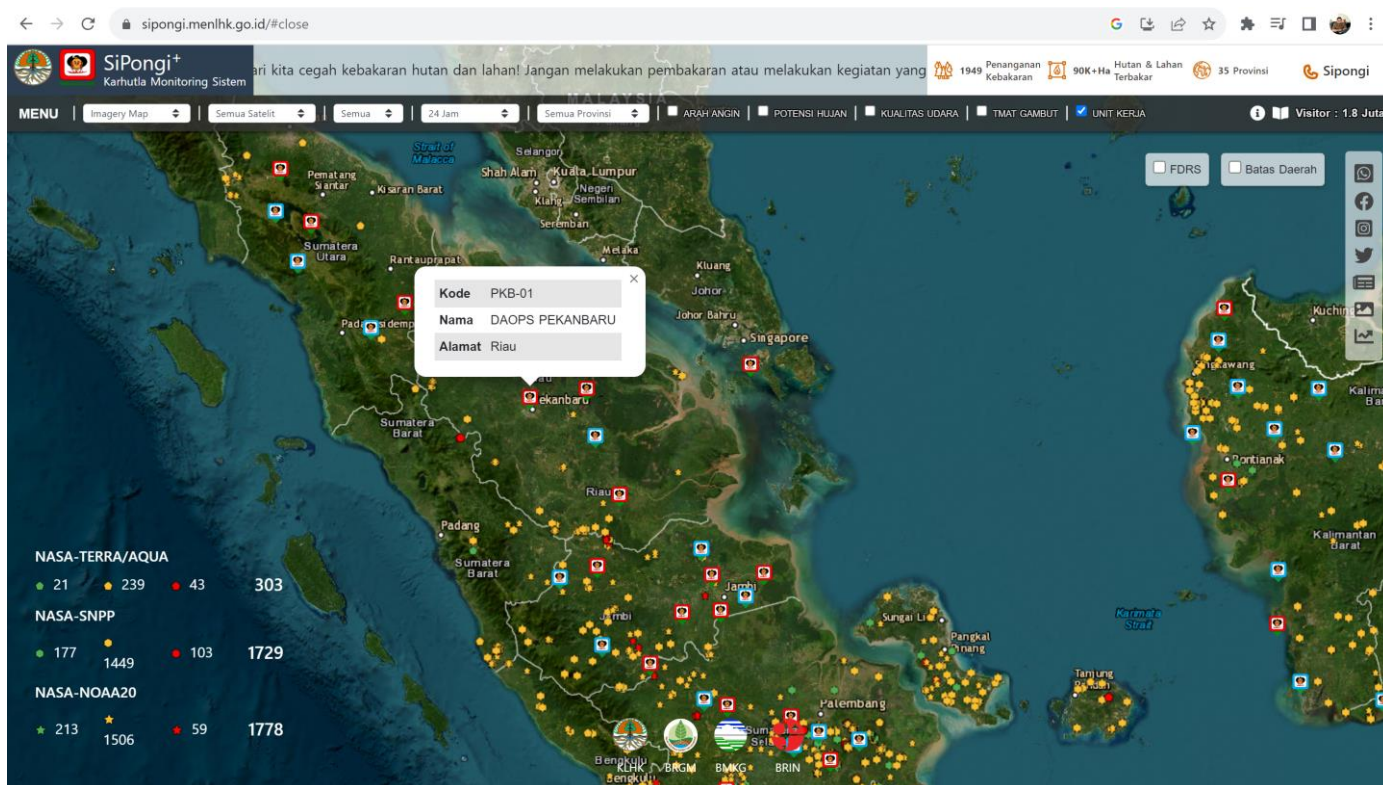 sipongi.menlhk.go.id/#close
SiPongi+
Karhutla Monitoring Sistem
ari kita cegah kebakaran hutan dan lahan! Jangan melakukan pembakaran atau melakukan kegiatan yang
1949 Penanganan Kebakaran
90K+Ha Hutan & Lahan Terbakar
35 Provinsi
Sipongi
MENU | Imagery Map | Semua Satelit | Semua | 24 Jam | Semua Provinsi | ARAH ANGIN | POTENSI HUJAN | KUALITAS UDARA | TMAT GAMBUT | UNIT KERJA
Visitor : 1.8 Juta
FDRS
Batas Daerah
MALAYSIA
Strait of
Malacca
Selangor
Shah Alam
Kuala Lumpur
Klang
Negeri
Sembilan
Seremban
Melaka
Kluang
Johor
Johor Bahru
Singapore
Pematang
Siantar
Kisaran Barat
Sumatera
Utara
Rantauprapat
Kode PKB-01
Nama DAOPS PEKANBARU
Alamat Riau
ekanbaru
Sumatera
Barat
Riau
Padang
Sumatera
Barat
Jambi
Sungai Li
Pangkal
Pinang
Karimata
Strait
Tanjung
Palembang
Bengkulu
Bengkulu
Kuching
Pontianak
Kalimantan
Barat
NASA-TERRA/AQUA
21 239 43 303
NASA-SNPP
177 1449 103 1729
NASA-NOAA20
213 1506 59 1778
KLHK BRGM BMKG BRIN